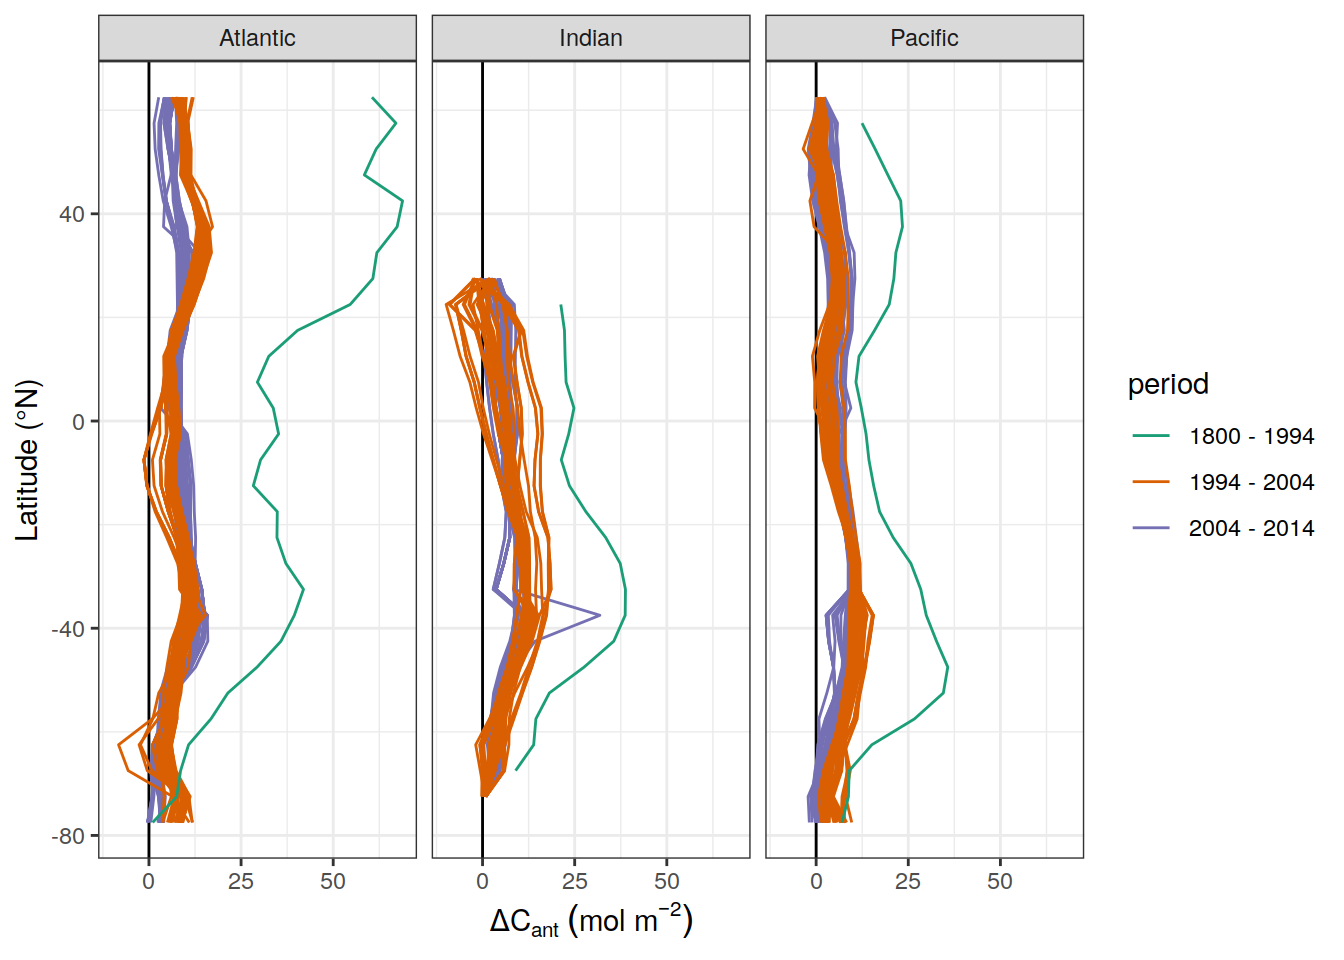 Atlantic Indian Pacific
40
0
-40
-80
Latitude (°N)
0 25 50 0 25 50 0 25 50
ΔCant (mol m−2)
period
1800 - 1994
1994 - 2004
2004 - 2014